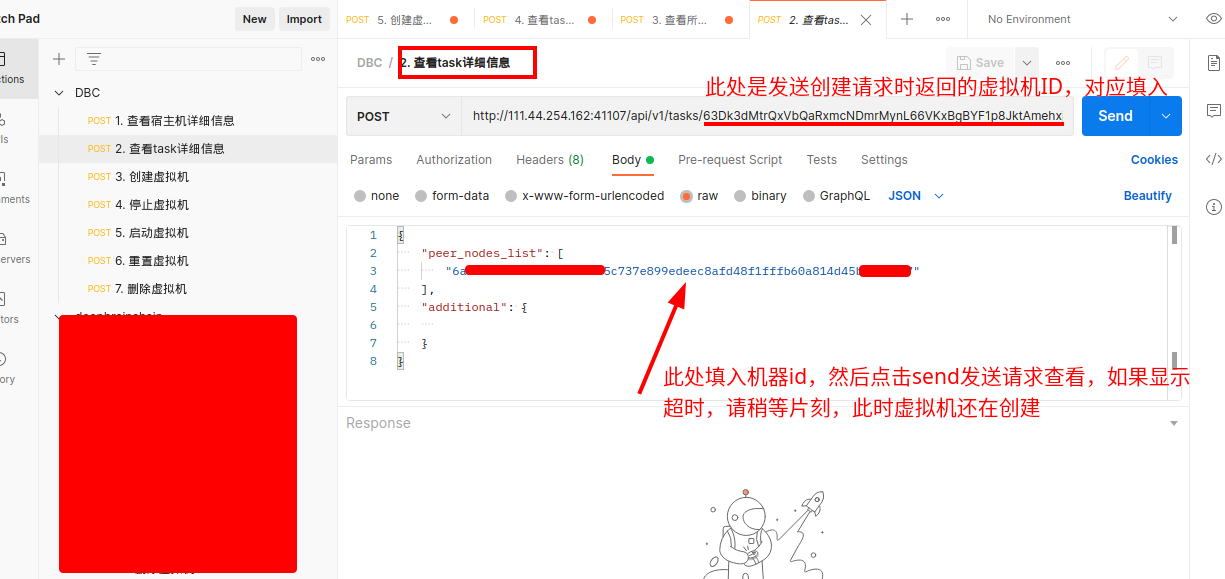 ch Pad
New
Import
POST 5. 创建虚...
POST 4. 查看tas...
POST 3. 查看所...
POST 2. 查看tas...
No Environment
ctions
DBC
POST 1. 查看宿主机详细信息
POST 2. 查看task详细信息
POST 3. 创建虚拟机
POST 4. 停止虚拟机
POST 5. 启动虚拟机
POST 6. 重置虚拟机
POST 7. 删除虚拟机
DBC / 2. 查看task详细信息
Save
此处是发送创建请求时返回的虚拟机ID，对应填入
POST
http://111.44.254.162:41107/api/v1/tasks/63Dk3dMtrQxVbQaRxmcNDmrMynL66VKxBgBYF1p8JktAmehx
Send
Params Authorization Headers (8) Body Pre-request Script Tests Settings Cookies
none form-data x-www-form-urlencoded raw binary GraphQL JSON Beautify
1 {
2 "peer_nodes_list": [
3 "6a 5c737e899edeec8afd48f1fffb60a814d45b "
4 ],
5 "additional": {
6
7 }
8 }
此处填入机器id，然后点击send发送请求查看，如果显示
超时，请稍等片刻，此时虚拟机还在创建
Response